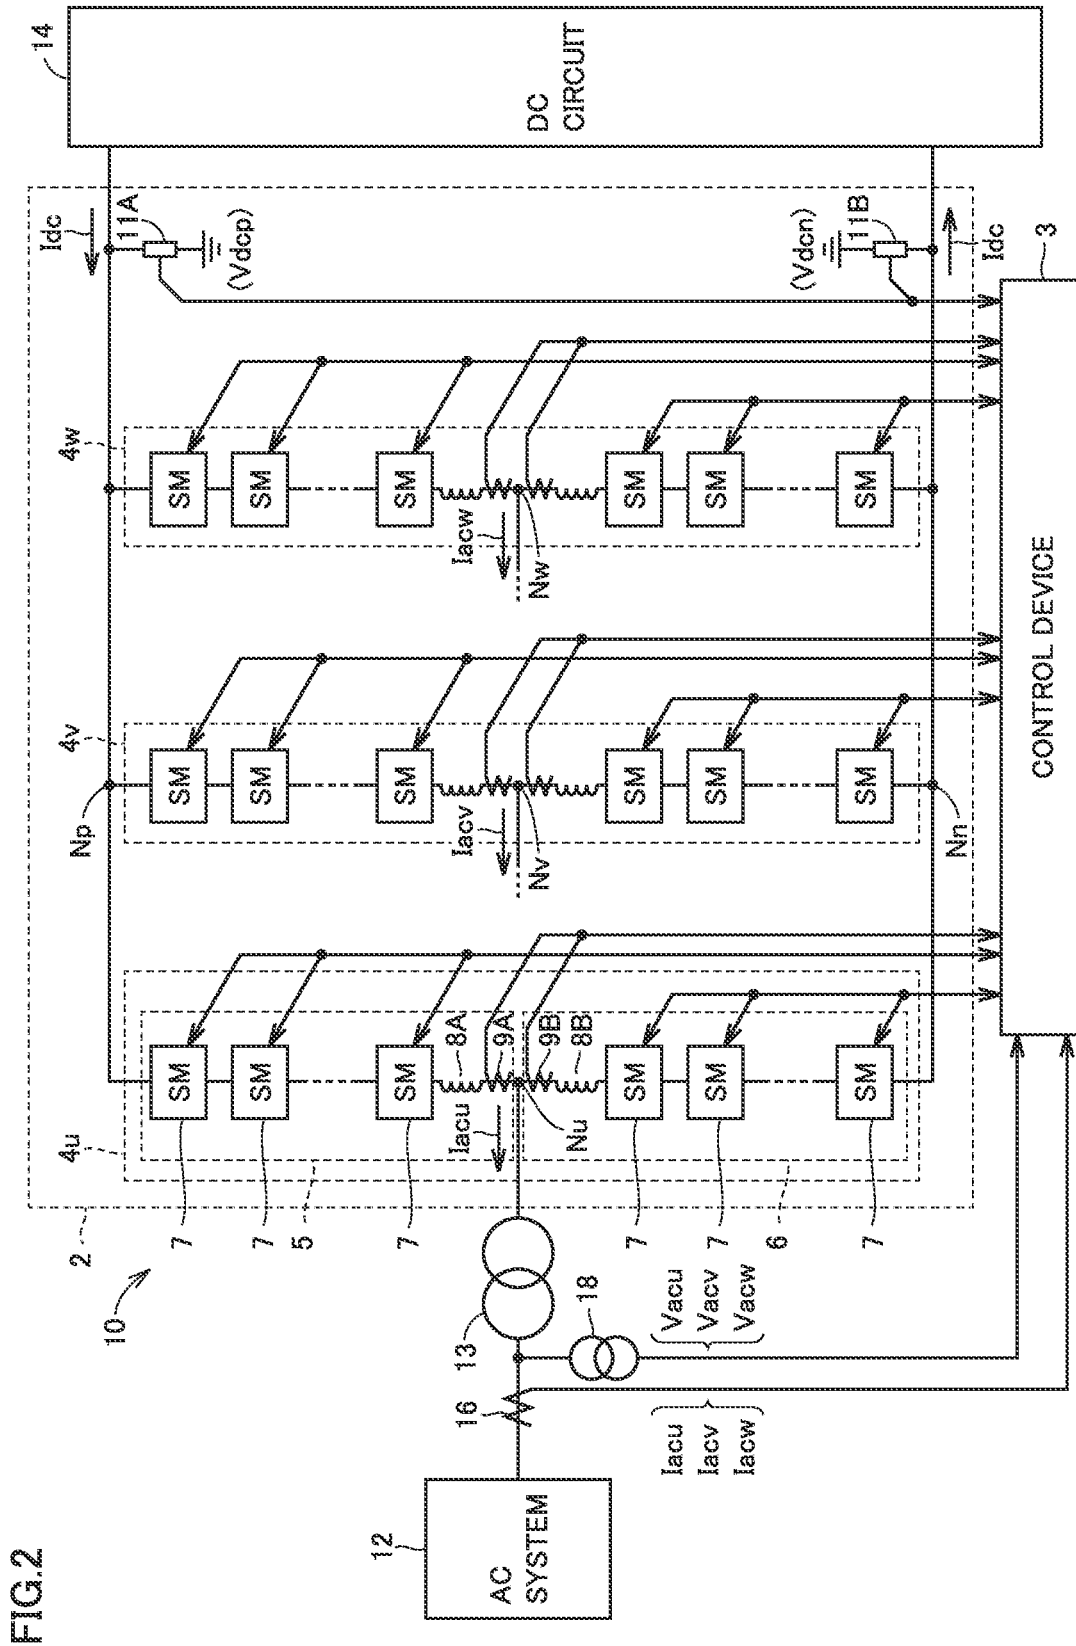 FIG.2
10
2
4u
4v
4w
14
Np
Idc
11A
(Vdcp)
7
SM
SM
SM
7
SM
SM
SM
5
7
SM
SM
SM
8A
9A
Iacu
Iacv
Iacw
12
AC
SYSTEM
16
13
Nu
Nv
Nw
DC
CIRCUIT
18
9B
8B
7
SM
SM
SM
7
SM
SM
SM
6
7
SM
SM
SM
(Vdcn)
11B
Idc
Nn
Vacu
Vacv
Vacw
Iacu
Iacv
Iacw
3
CONTROL DEVICE